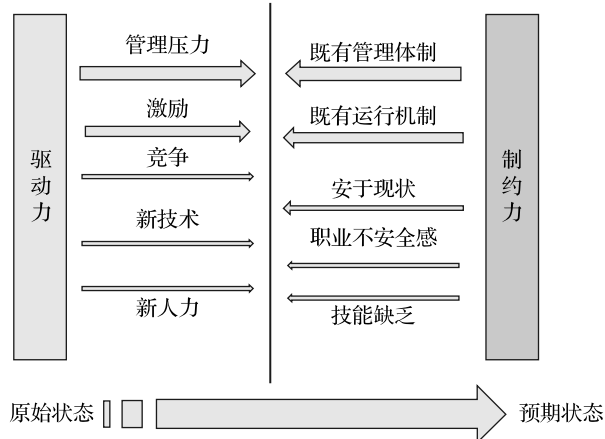 驱动力
管理压力
激励
竞争
新技术
新人力
既有管理体制
既有运行机制
安于现状
职业不安全感
技能缺乏
制约力
原始状态
预期状态